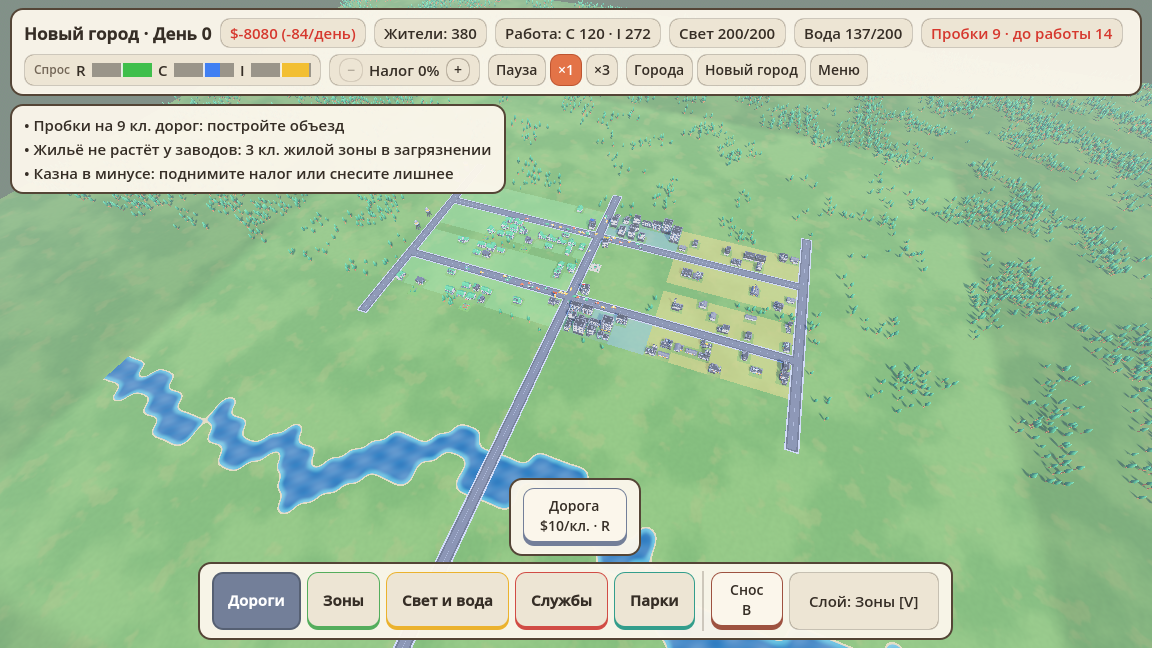 Новый город · День 0
$-8080 (-84/день)
Жители: 380
Работа: C 120 · I 272
Свет 200/200
Вода 137/200
Пробки 9 · до работы 14
Спрос R C I
− Налог 0% +
Пауза
×1
×3
Города
Новый город
Меню
• Пробки на 9 кл. дорог: постройте объезд
• Жильё не растёт у заводов: 3 кл. жилой зоны в загрязнении
• Казна в минусе: поднимите налог или снесите лишнее
Дорога
$10/кл. · R
Дороги
Зоны
Свет и вода
Службы
Парки
Снос
B
Слой: Зоны [V]